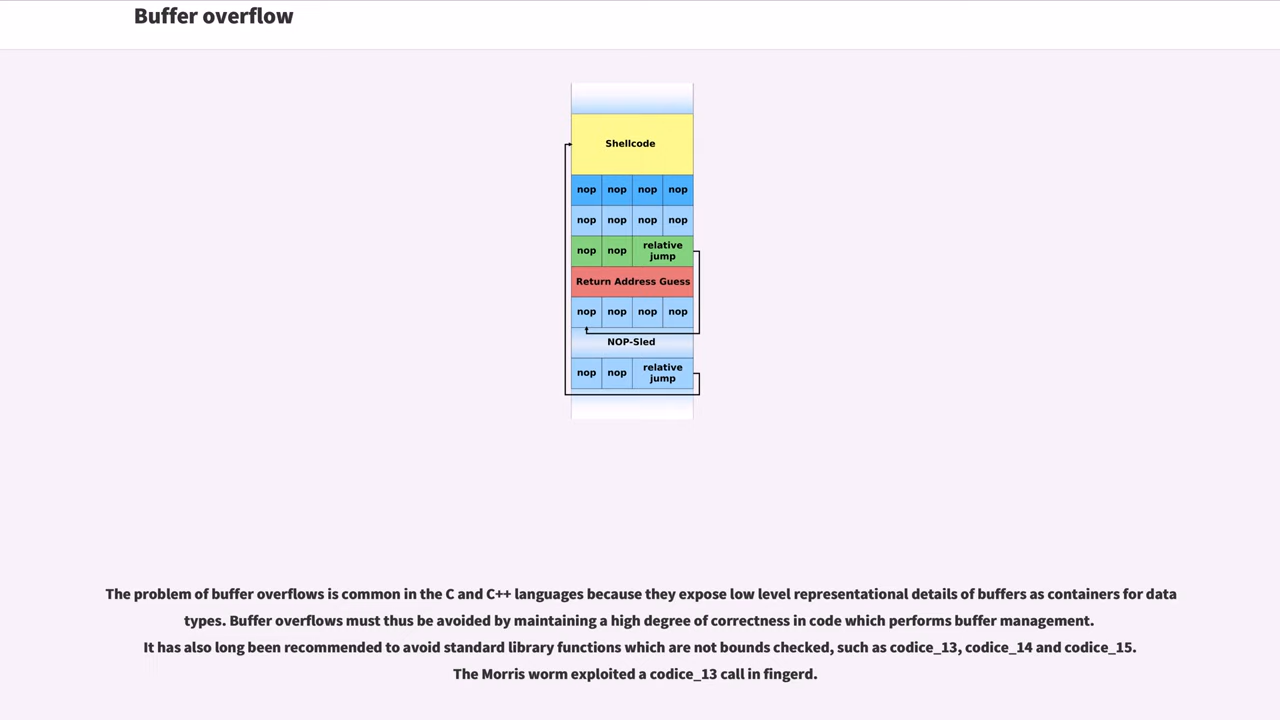 Buffer overflow
Shellcode
nop nop nop nop
nop nop nop nop
nop nop relative jump
Return Address Guess
nop nop nop nop
NOP-Sled
nop nop relative jump
The problem of buffer overflows is common in the C and C++ languages because they expose low level representational details of buffers as containers for data
types. Buffer overflows must thus be avoided by maintaining a high degree of correctness in code which performs buffer management.
It has also long been recommended to avoid standard library functions which are not bounds checked, such as codice_13, codice_14 and codice_15.
The Morris worm exploited a codice_13 call in fingerd.